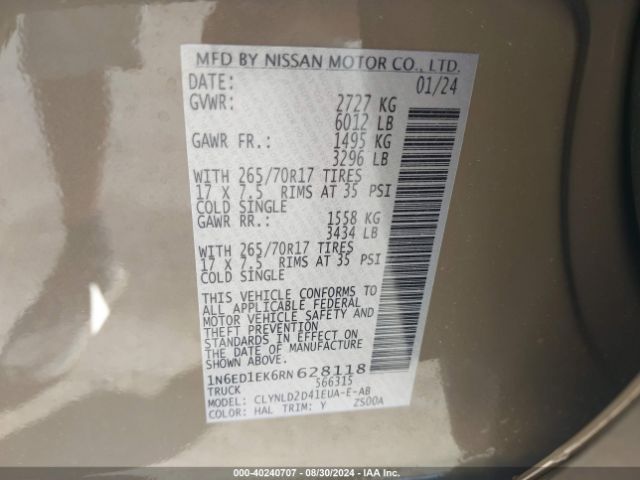 MFD BY NISSAN MOTOR CO., LTD.
DATE: 01/24
GVWR: 2727 KG
6012 LB
GAWR FR.: 1495 KG
3296 LB
WITH 265/70R17 TIRES
17 X 7.5 RIMS AT 35 PSI
COLD SINGLE
GAWR RR.: 1558 KG
3434 LB
WITH 265/70R17 TIRES
17 X 7.5 RIMS AT 35 PSI
COLD SINGLE
THIS VEHICLE CONFORMS TO
ALL APPLICABLE FEDERAL
MOTOR VEHICLE SAFETY AND
THEFT PREVENTION
STANDARDS IN EFFECT ON
THE DATE OF MANUFACTURE
SHOWN ABOVE.
1N6ED1EK6RN628118
TRUCK 566315
MODEL: CLYNLD2D41EUA-E-AB
COLOR: HAL TRIM: Y ZS00A
000-40240707 - 08/30/2024 - IAA Inc.